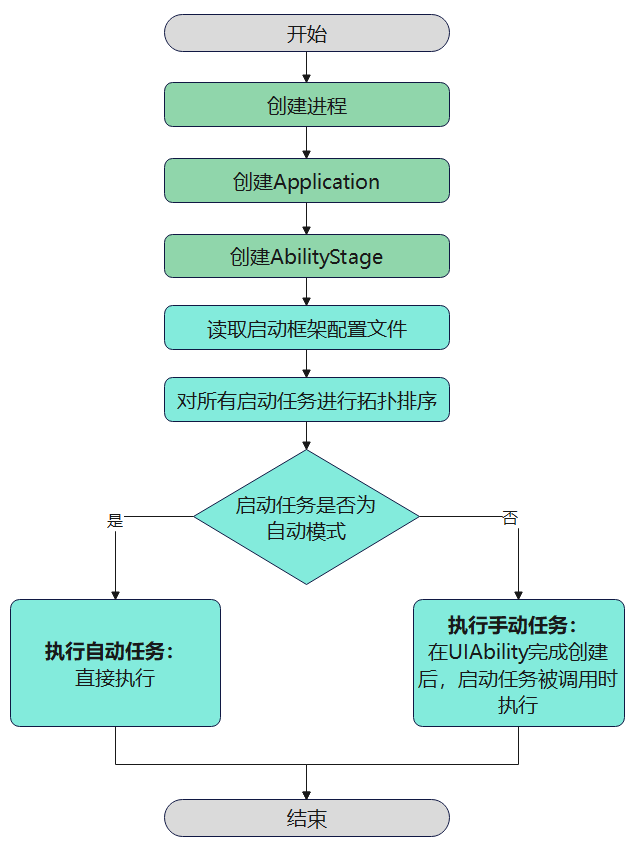 开始
创建进程
创建Application
创建AbilityStage
读取启动框架配置文件
对所有启动任务进行拓扑排序
启动任务是否为
自动模式
是
否
执行自动任务：
直接执行
执行手动任务：
在UIAbility完成创建
后，启动任务被调用时
执行
结束